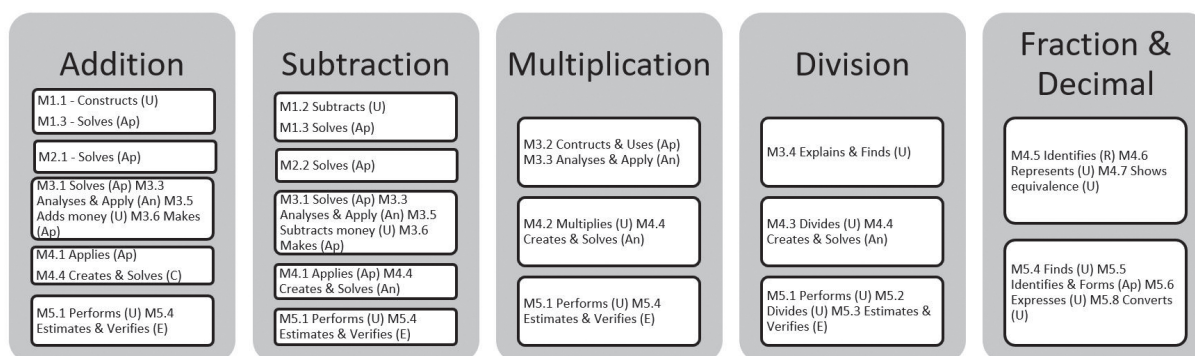 Addition
M1.1 - Constructs (U)
M1.3 - Solves (Ap)
M2.1 - Solves (Ap)
M3.1 Solves (Ap) M3.3
Analyses & Apply (An) M3.5
Adds money (U) M3.6 Makes
(Ap)
M4.1 Applies (Ap)
M4.4 Creates & Solves (C)
M5.1 Performs (U) M5.4
Estimates & Verifies (E)
Subtraction
M1.2 Subtracts (U)
M1.3 Solves (Ap)
M2.2 Solves (Ap)
M3.1 Solves (Ap) M3.3
Analyses & Apply (An) M3.5
Subtracts money (U) M3.6
Makes (Ap)
M4.1 Applies (Ap) M4.4
Creates & Solves (An)
M5.1 Performs (U) M5.4
Estimates & Verifies (E)
Multiplication
M3.2 Contructs & Uses (Ap)
M3.3 Analyses & Apply (An)
M4.2 Multiplies (U) M4.4
Creates & Solves (An)
M5.1 Performs (U) M5.4
Estimates & Verifies (E)
Division
M3.4 Explains & Finds (U)
M4.3 Divides (U) M4.4
Creates & Solves (An)
M5.1 Performs (U) M5.2
Divides (U) M5.3 Estimates &
Verifies (E)
Fraction &
Decimal
M4.5 Identifies (R) M4.6
Represents (U) M4.7 Shows
equivalence (U)
M5.4 Finds (U) M5.5
Identifies & Forms (Ap) M5.6
Expresses (U) M5.8 Converts
(U)